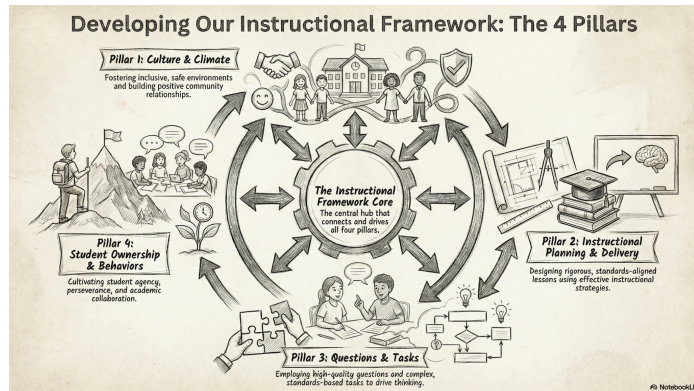 Developing Our Instructional Framework: The 4 Pillars
Pillar 1: Culture & Climate
Fostering inclusive, safe environments
and building positive community
relationships.
The Instructional
Framework Core
The central hub that
connects and drives
all four pillars.
Pillar 2: Instructional
Planning & Delivery
Designing rigorous, standards-aligned
lessons using effective instructional
strategies.
Pillar 4:
Student Ownership
& Behaviors
Cultivating student agency,
perseverance, and academic
collaboration.
Pillar 3: Questions & Tasks
Employing high-quality questions and complex,
standards-based tasks to drive thinking.
NotebookL